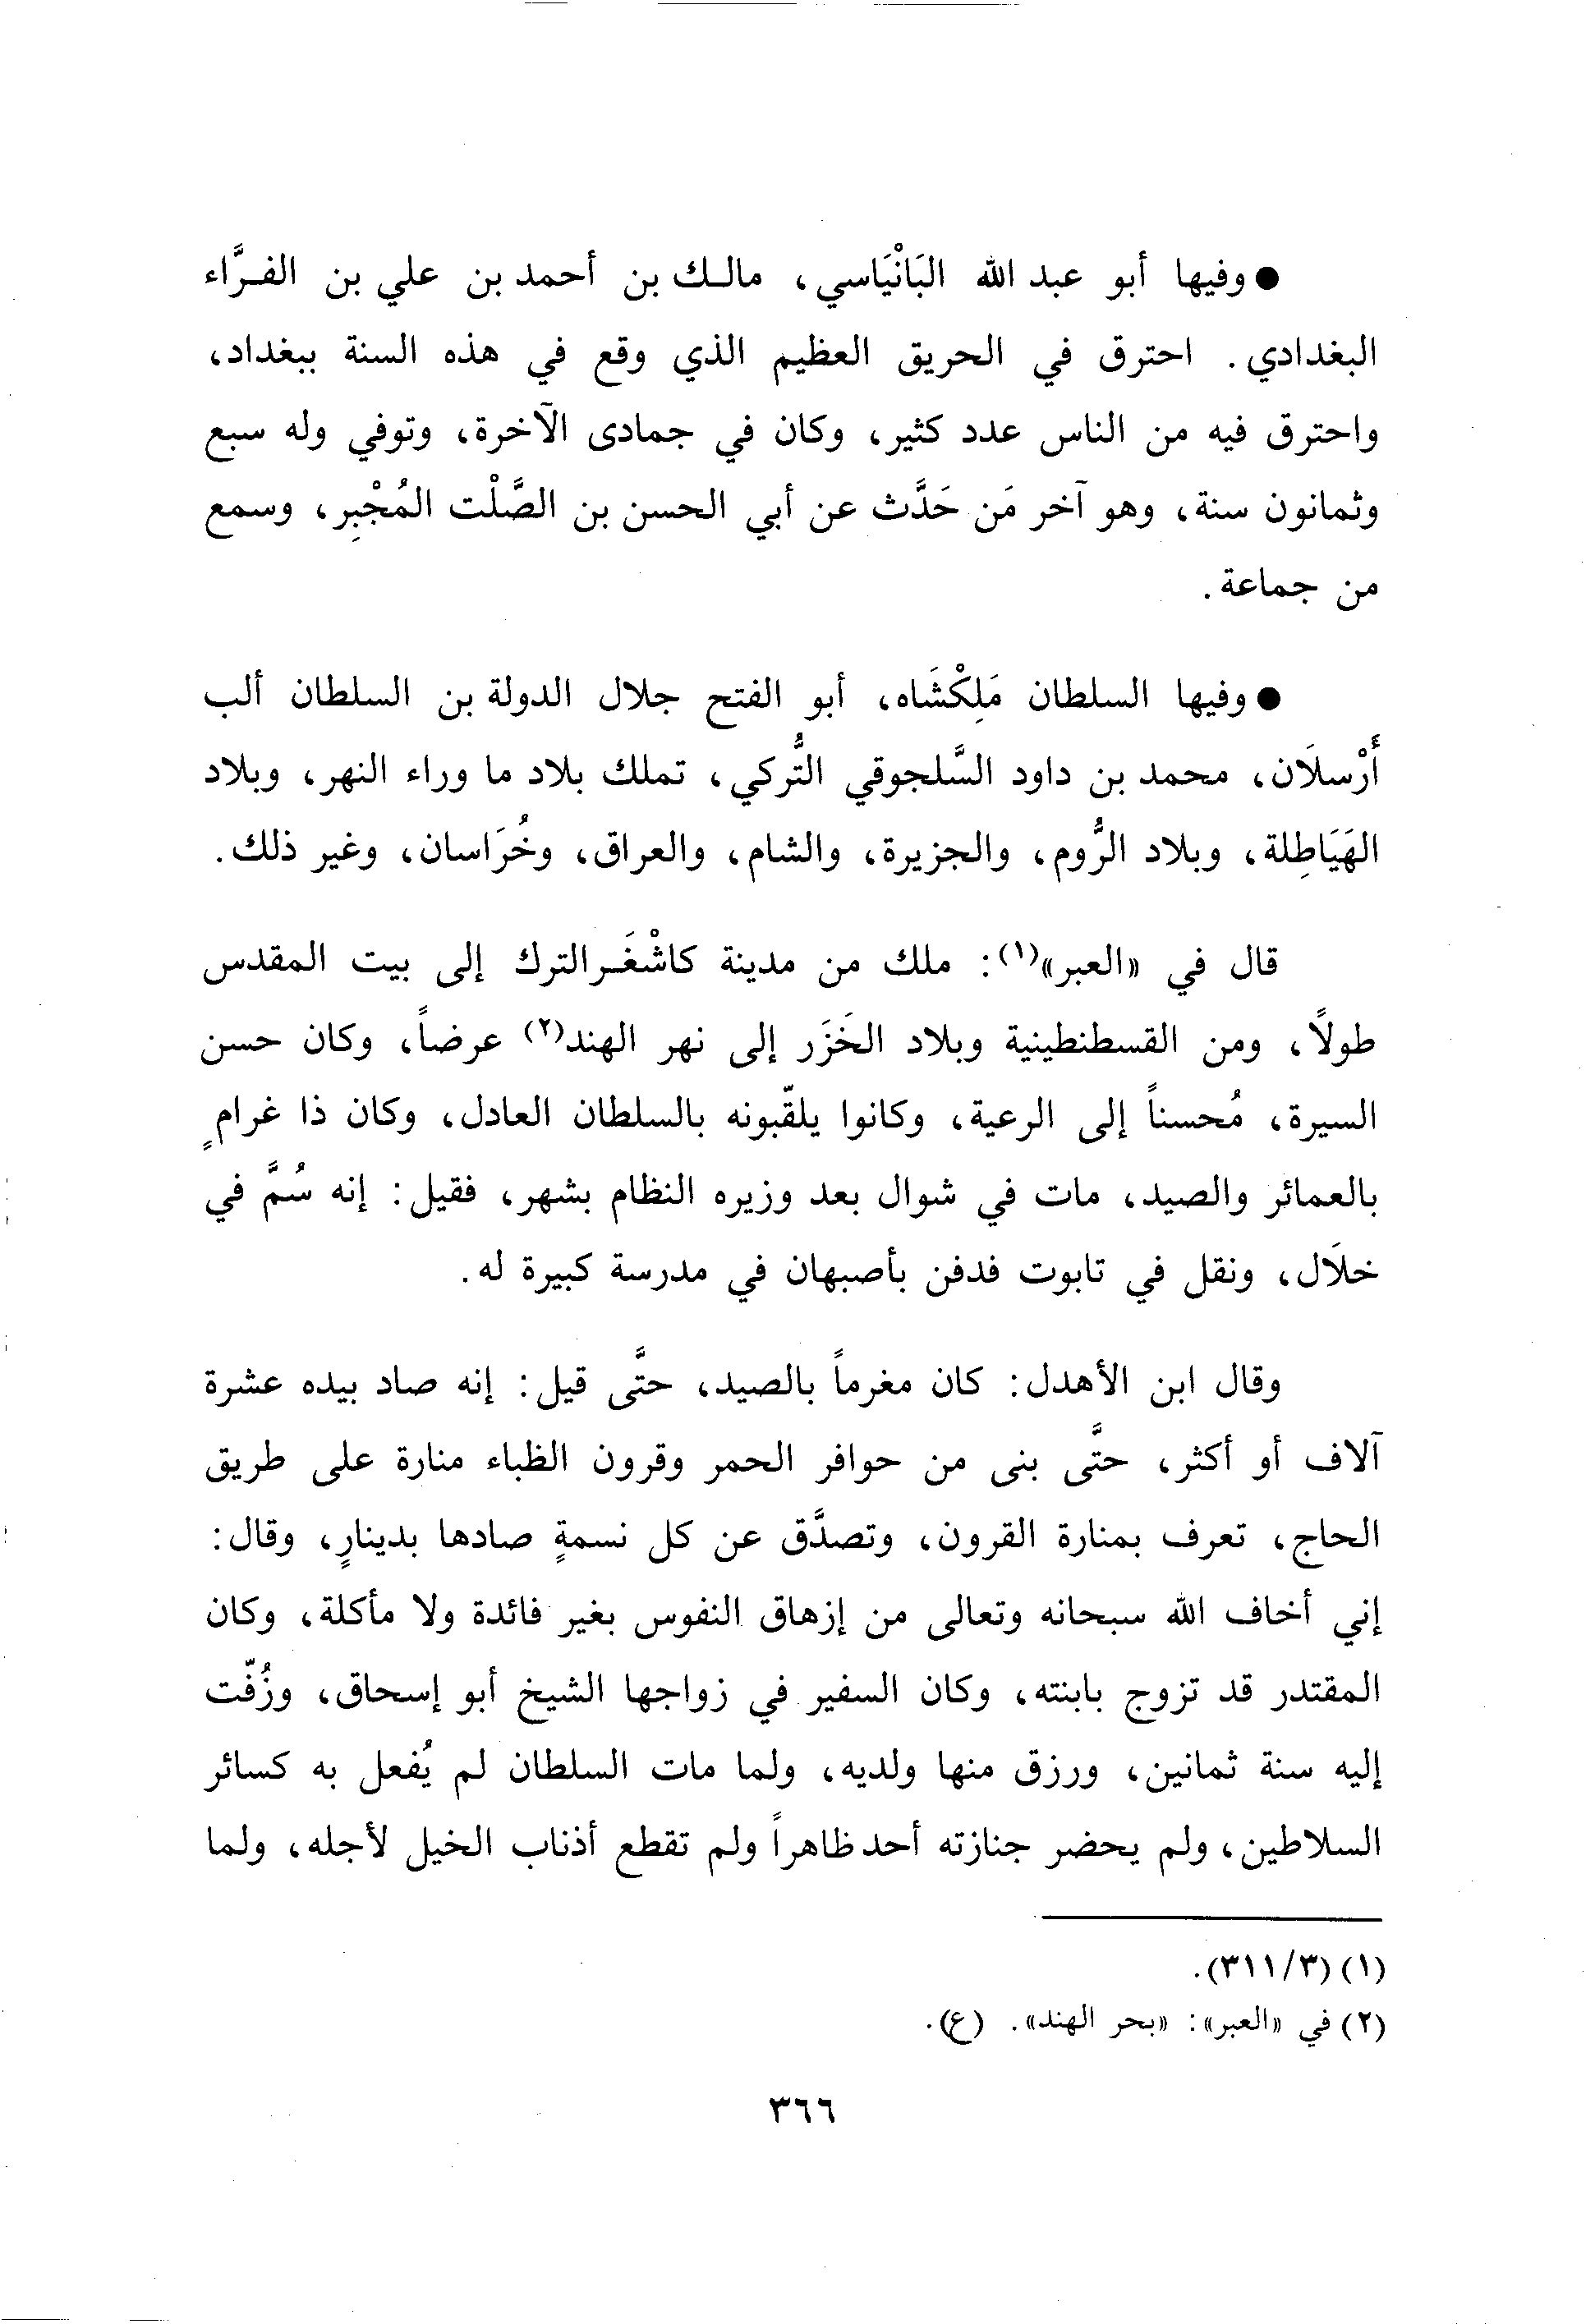 ● وفيها أبو عبد الله البَانْيَاسي، مالـك بن أحمد بن علي بن الفـرَّاء
البغدادي. احترق في الحريق العظيم الذي وقع في هذه السنة ببغداد،
واحترق فيه من الناس عدد كثير، وكان في جمادى الآخرة، وتوفي وله سبع
وثمانون سنة، وهو آخر مَن حَدَّث عن أبي الحسن بن الصَّلْت المُجْبِر، وسمع
من جماعة.
● وفيها السلطان مَلِكْشَاه، أبو الفتح جلال الدولة بن السلطان ألب
أَرْسلَان، محمد بن داود السَّلجوقي التُّركي، تملك بلاد ما وراء النهر، وبلاد
الهَيَاطِلة، وبلاد الرُّوم، والجزيرة، والشام، والعراق، وخُرَاسان، وغير ذلك.
قال في «العبر»(١): ملك من مدينة كاشْغَـر الترك إلى بيت المقدس
طولاً، ومن القسطنطينية وبلاد الخَزَر إلى نهر الهند(٢) عرضاً، وكان حسن
السيرة، مُحسناً إلى الرعية، وكانوا يلقّبونه بالسلطان العادل، وكان ذا غرامٍ
بالعمائر والصيد، مات في شوال بعد وزيره النظام بشهر، فقيل: إنه سُمَّ في
خلَال، ونقل في تابوت فدفن بأصبهان في مدرسة كبيرة له.
وقال ابن الأهدل: كان مغرماً بالصيد، حتَّى قيل: إنه صاد بيده عشرة
آلاف أو أكثر، حتَّى بنى من حوافر الحمر وقرون الظباء منارة على طريق
الحاج، تعرف بمنارة القرون، وتصدَّق عن كل نسمةٍ صادها بدينارٍ، وقال:
إني أخاف الله سبحانه وتعالى من إزهاق النفوس بغير فائدة ولا مأكلة، وكان
المقتدر قد تزوج بابنته، وكان السفير في زواجها الشيخ أبو إسحاق، وزُفّت
إليه سنة ثمانين، ورزق منها ولديه، ولما مات السلطان لم يُفعل به كسائر
السلاطين، ولم يحضر جنازته أحد ظاهراً ولم تقطع أذناب الخيل لأجله، ولما
(١) (٣/٣١١).
(٢) في «العبر»: «بحر الهند». (ع).
٣٦٦